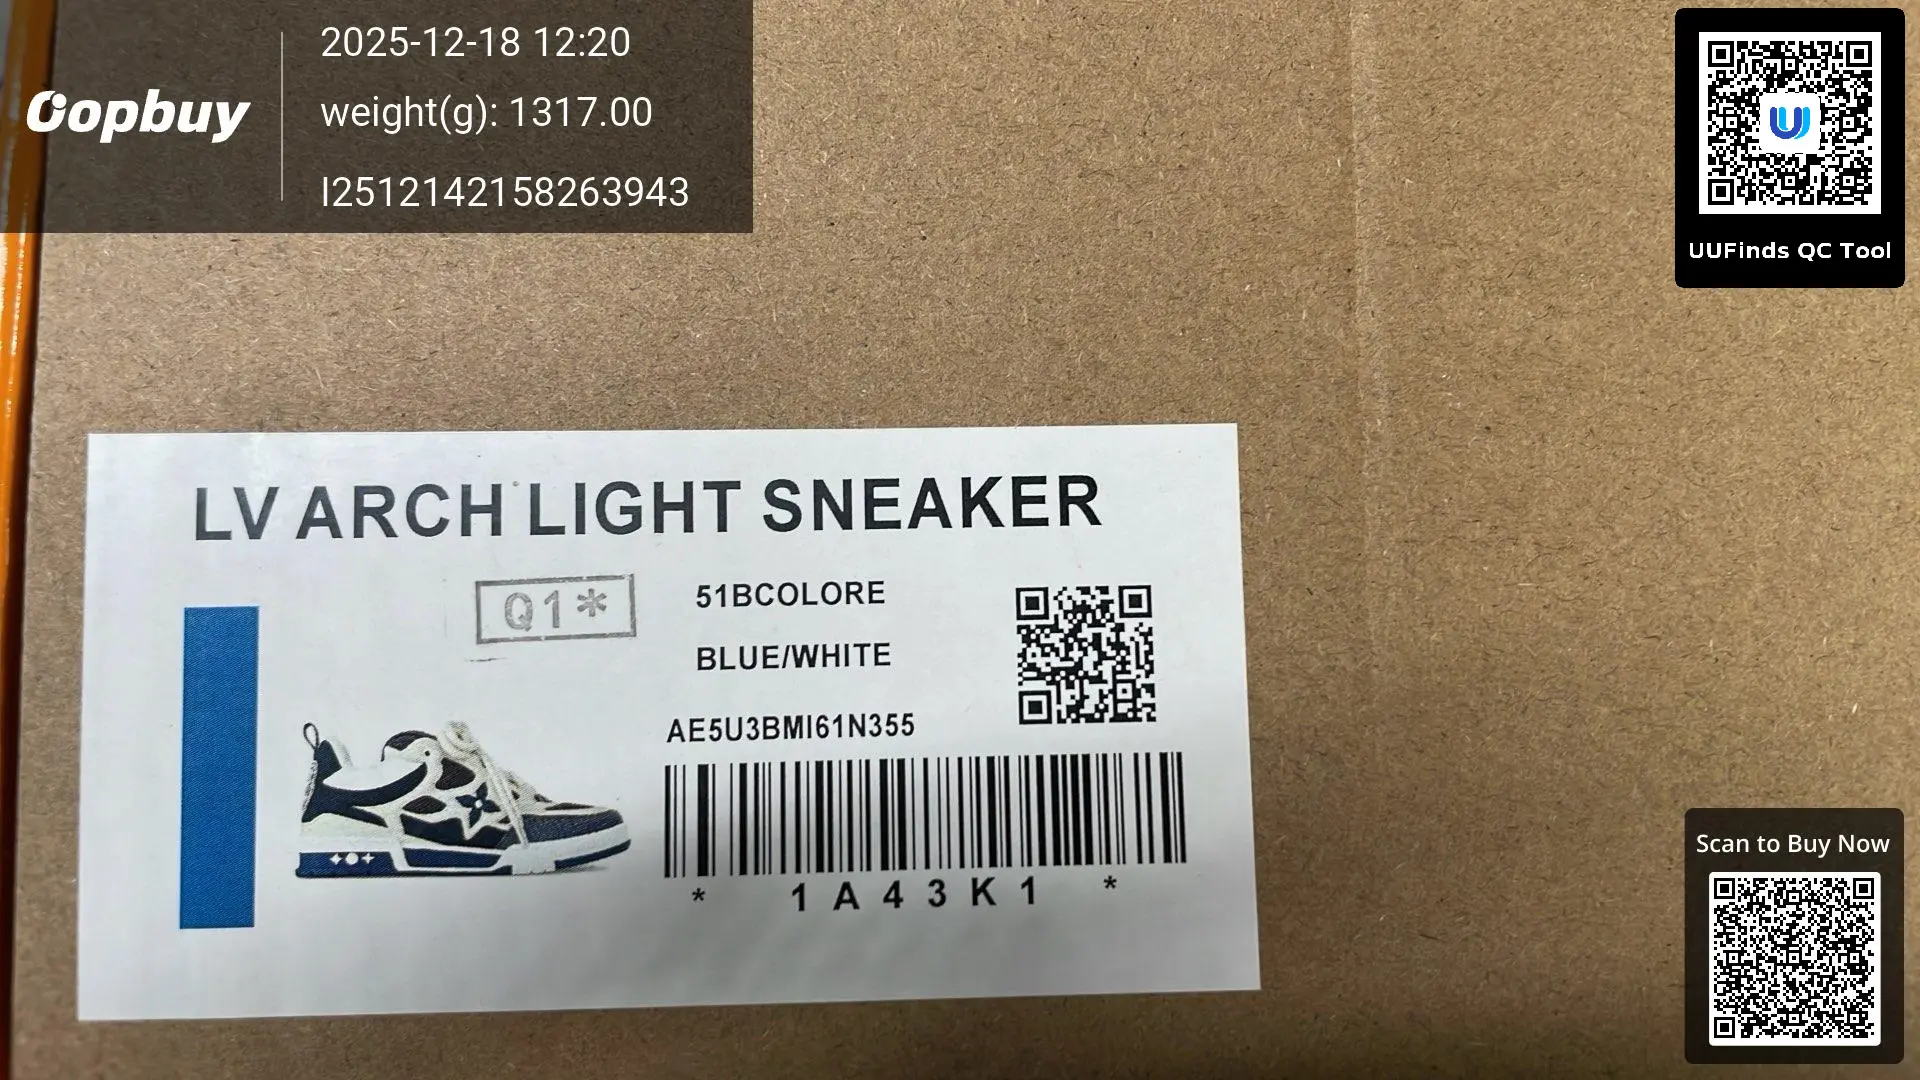 Oopbuy
2025-12-18 12:20
weight(g): 1317.00
I2512142158263943
UUFinds QC Tool
LV ARCH LIGHT SNEAKER
Q1*
51BCOLORE
BLUE/WHITE
AE5U3BMI61N355
* 1A43K1 *
Scan to Buy Now